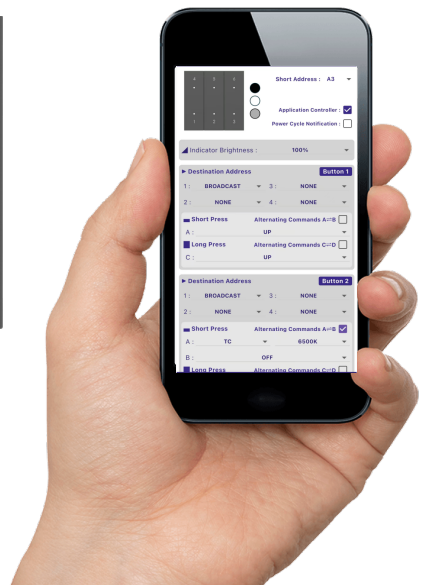 Short Address : A3
Application Controller :
Power Cycle Notification :
Indicator Brightness : 100%
Destination Address Button 1
1 : BROADCAST 3 : NONE
2 : NONE 4 : NONE
Short Press Alternating Commands A⇌B
A : UP
Long Press Alternating Commands C⇌D
C : UP
Destination Address Button 2
1 : BROADCAST 3 : NONE
2 : NONE 4 : NONE
Short Press Alternating Commands A⇌B
A : TC 6500K
B : OFF
Long Press Alternating Commands C⇌D